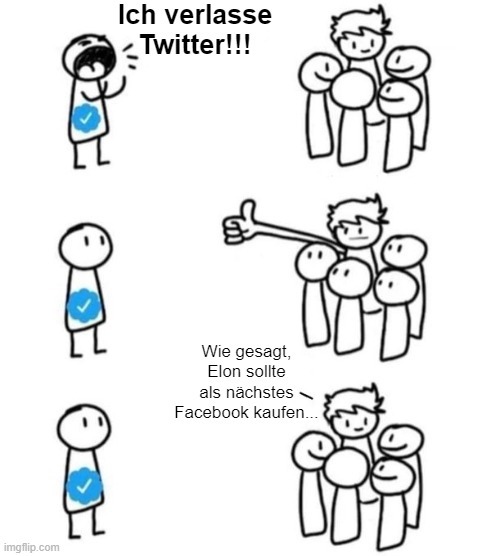 Ich verlasse
Twitter!!!
Wie gesagt,
Elon sollte
als nächstes
Facebook kaufen...
imgflip.com